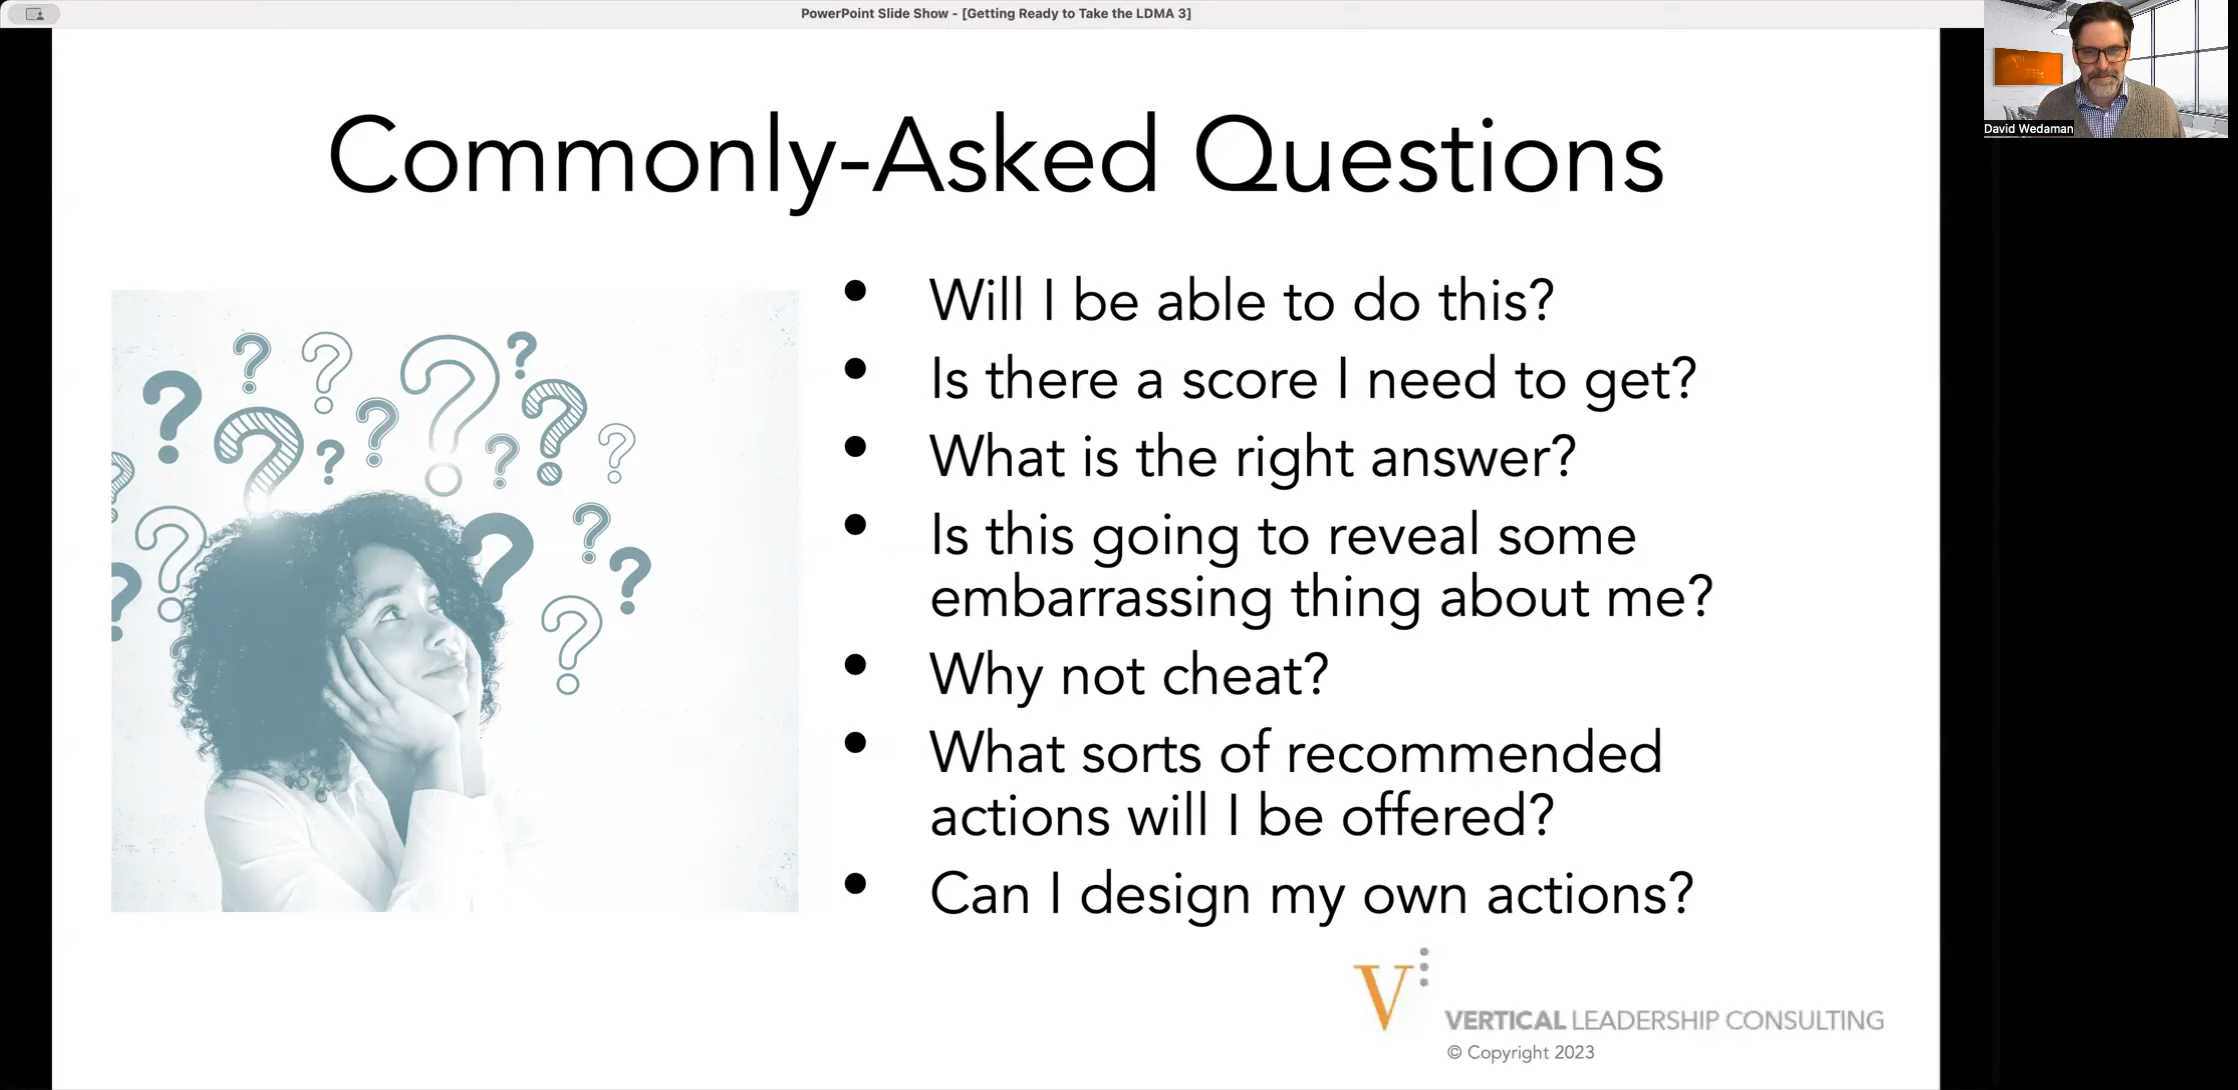 PowerPoint Slide Show - [Getting Ready to Take the LDMA 3]
David Wedaman
Commonly-Asked Questions
• Will I be able to do this?
• Is there a score I need to get?
• What is the right answer?
• Is this going to reveal some
embarrassing thing about me?
• Why not cheat?
• What sorts of recommended
actions will I be offered?
• Can I design my own actions?
V
VERTICAL LEADERSHIP CONSULTING
© Copyright 2023